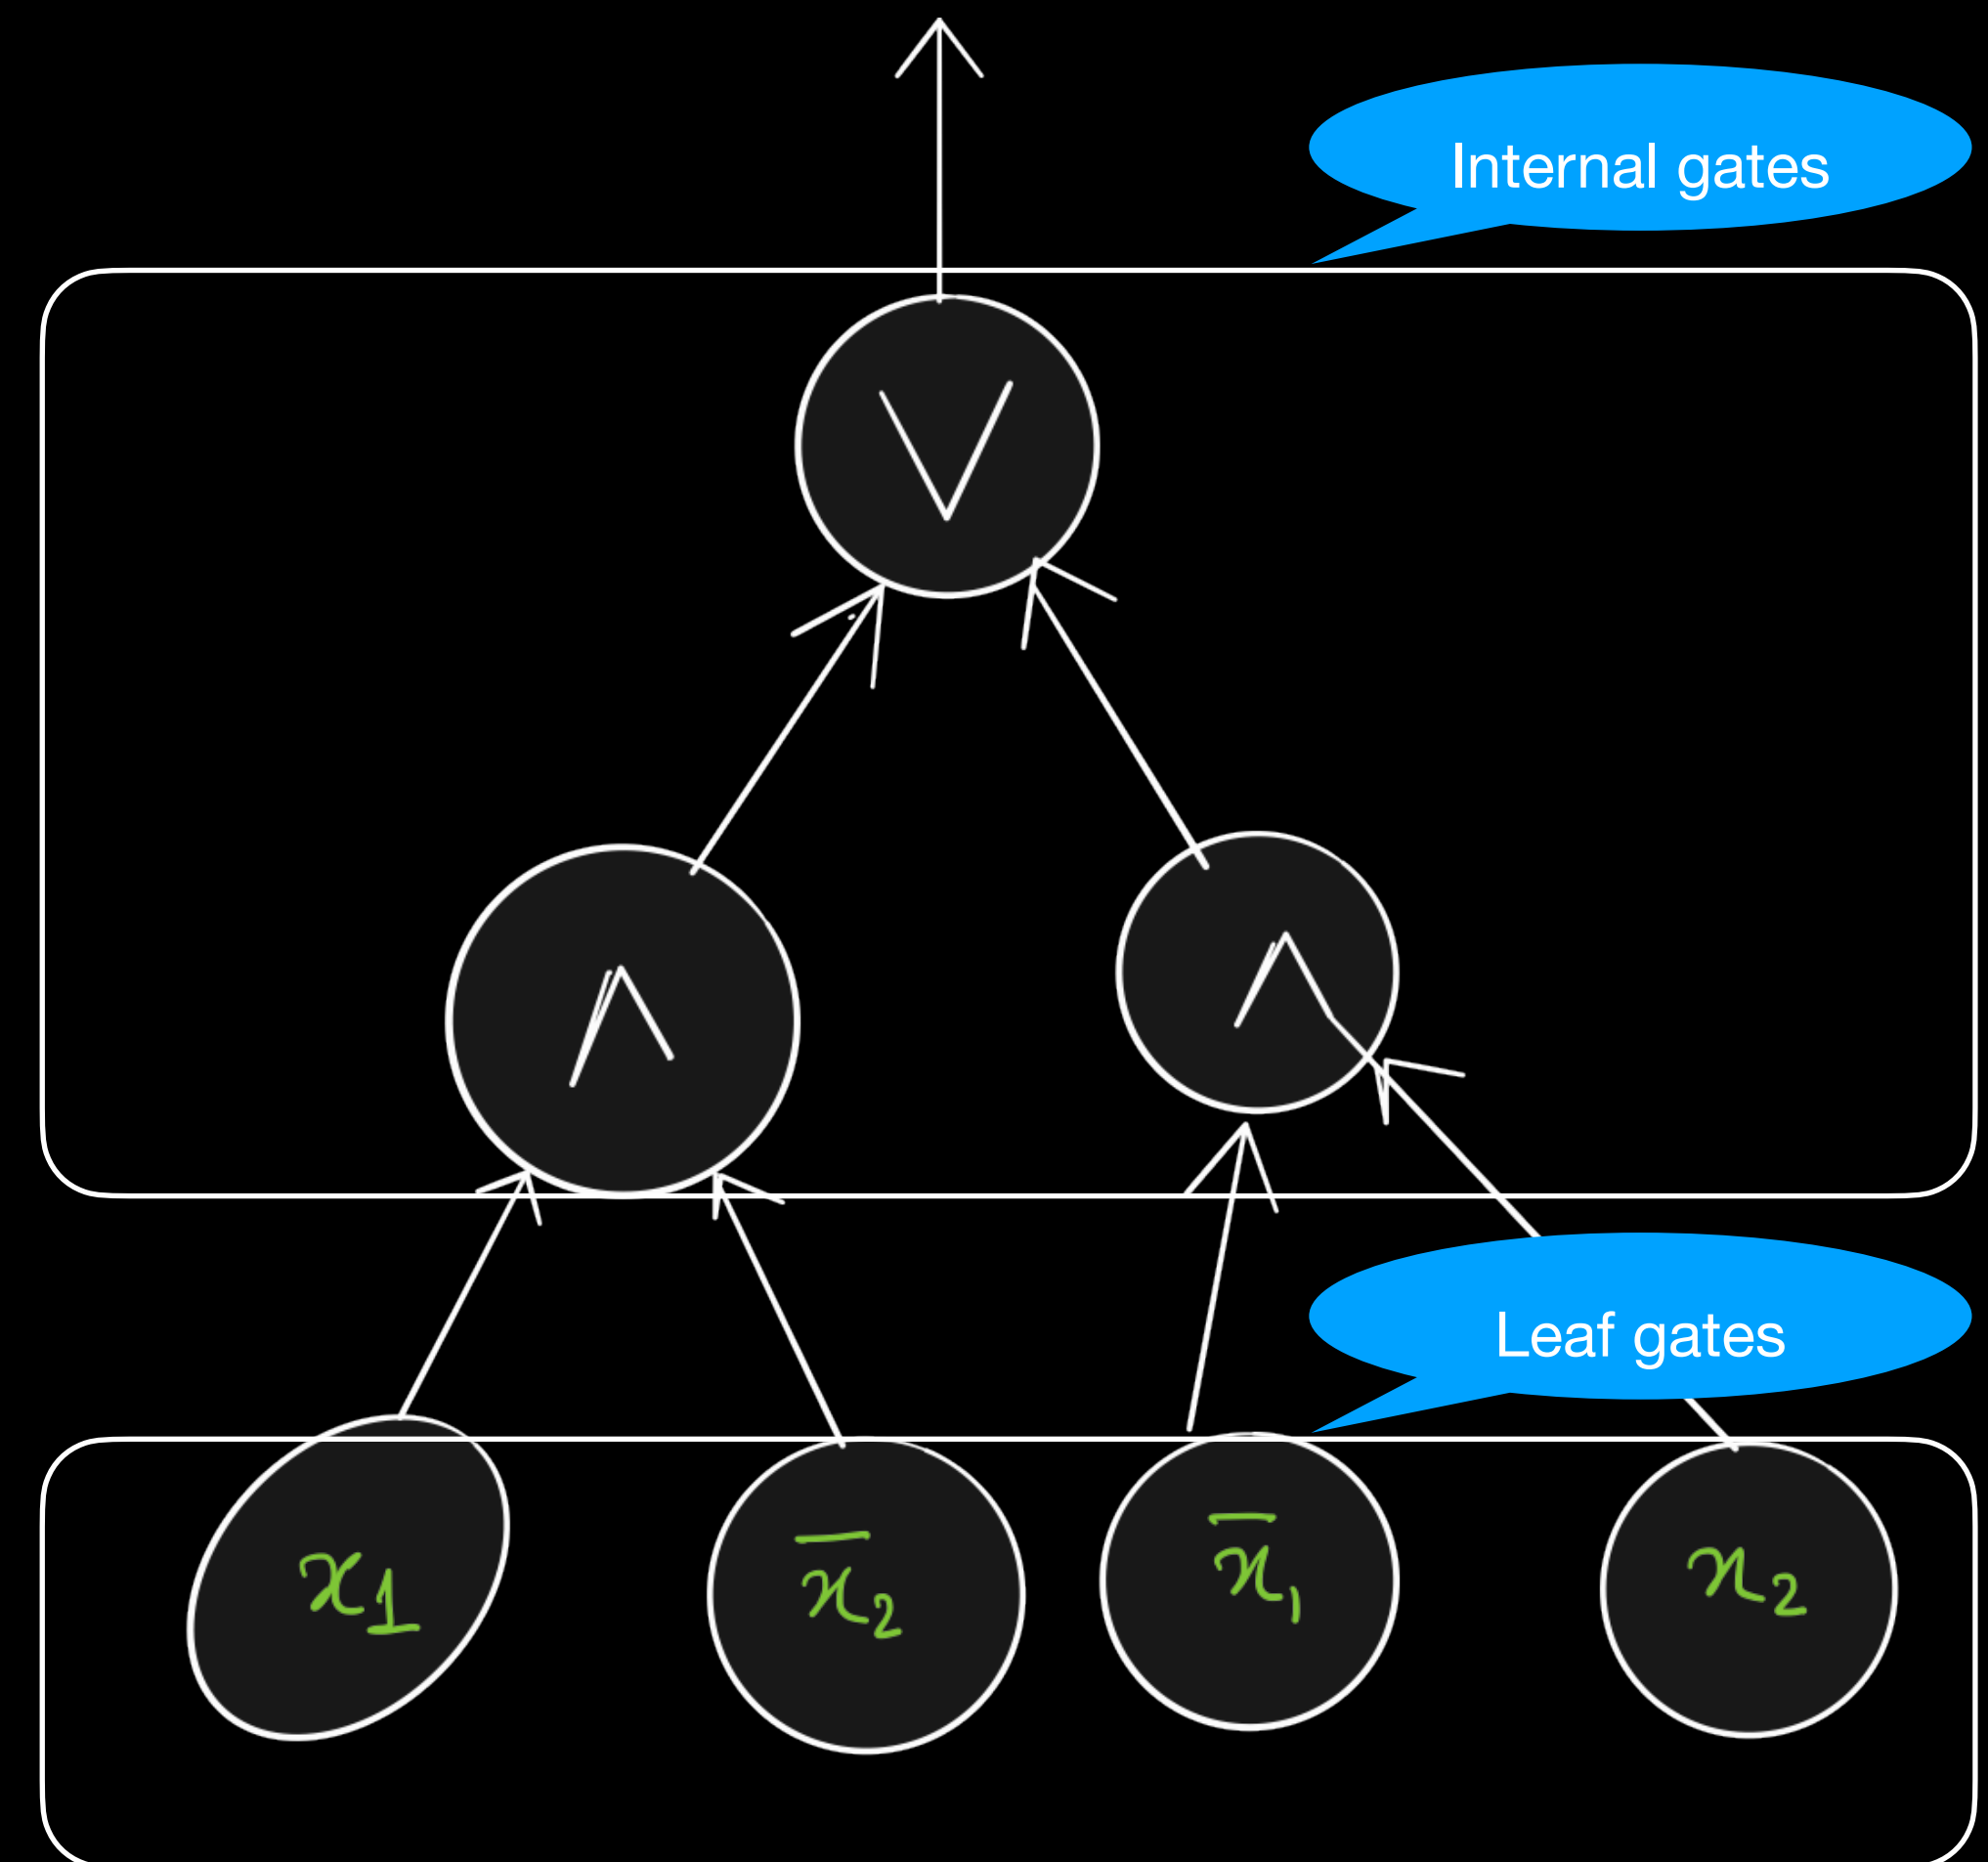 Internal gates
∨
∧ ∧
Leaf gates
x1 x̄2 x̄1 x2